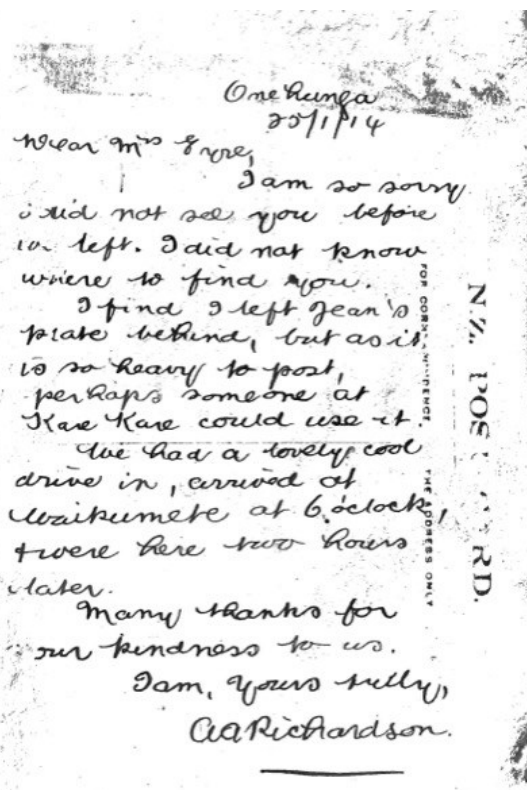 Onehunga
25/1/14
Dear Mrs Eyre,
I am so sorry
I did not see you before
we left. I did not know
where to find you.
I find I left Jean's
plate behind, but as it
is so heavy to post,
perhaps someone at
Kare Kare could use it.
We had a lovely cool
drive in, arrived at
Waikumete at 6 o'clock,
& were here two hours
later.
Many thanks for
your kindness to us.
I am, Yours truly,
AARichardson.
FOR CORRESPONDENCE.
THE ADDRESS ONLY
N.Z. POST CARD.